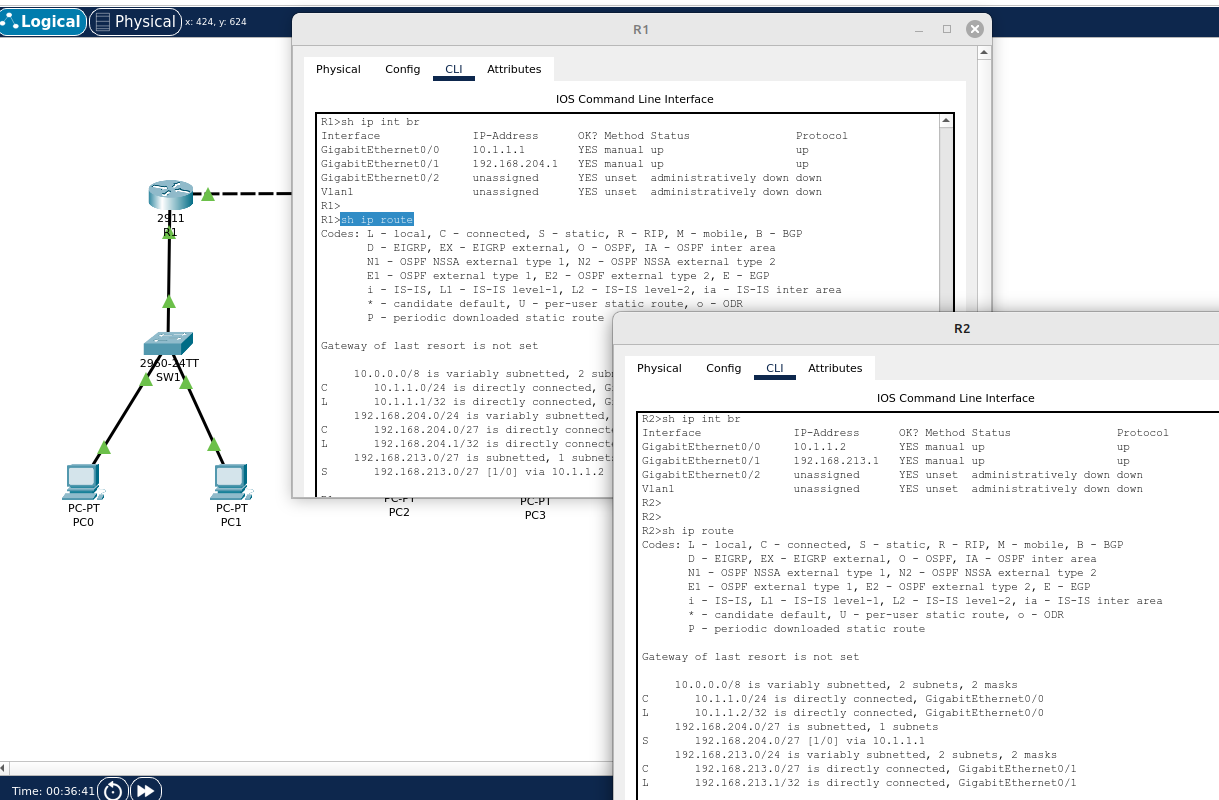 Logical
Physical
x: 424, y: 624
R1
Physical Config CLI Attributes
IOS Command Line Interface
R1>sh ip int br
Interface IP-Address OK? Method Status Protocol
GigabitEthernet0/0 10.1.1.1 YES manual up up
GigabitEthernet0/1 192.168.204.1 YES manual up up
GigabitEthernet0/2 unassigned YES unset administratively down down
Vlan1 unassigned YES unset administratively down down
R1>
R1>sh ip route
Codes: L - local, C - connected, S - static, R - RIP, M - mobile, B - BGP
D - EIGRP, EX - EIGRP external, O - OSPF, IA - OSPF inter area
N1 - OSPF NSSA external type 1, N2 - OSPF NSSA external type 2
E1 - OSPF external type 1, E2 - OSPF external type 2, E - EGP
i - IS-IS, L1 - IS-IS level-1, L2 - IS-IS level-2, ia - IS-IS inter area
* - candidate default, U - per-user static route, o - ODR
P - periodic downloaded static route
Gateway of last resort is not set
10.0.0.0/8 is variably subnetted, 2 sub
C 10.1.1.0/24 is directly connected, G
L 10.1.1.1/32 is directly connected, G
192.168.204.0/24 is variably subnetted,
C 192.168.204.0/27 is directly connecte
L 192.168.204.1/32 is directly connecte
192.168.213.0/27 is subnetted, 1 subnets
S 192.168.213.0/27 [1/0] via 10.1.1.2
2911
R1
2960-24TT
SW1
PC-PT
PC0
PC-PT
PC1
PC-PT
PC2
PC-PT
PC3
R2
Physical Config CLI Attributes
IOS Command Line Interface
R2>sh ip int br
Interface IP-Address OK? Method Status Protocol
GigabitEthernet0/0 10.1.1.2 YES manual up up
GigabitEthernet0/1 192.168.213.1 YES manual up up
GigabitEthernet0/2 unassigned YES unset administratively down down
Vlan1 unassigned YES unset administratively down down
R2>
R2>
R2>sh ip route
Codes: L - local, C - connected, S - static, R - RIP, M - mobile, B - BGP
D - EIGRP, EX - EIGRP external, O - OSPF, IA - OSPF inter area
N1 - OSPF NSSA external type 1, N2 - OSPF NSSA external type 2
E1 - OSPF external type 1, E2 - OSPF external type 2, E - EGP
i - IS-IS, L1 - IS-IS level-1, L2 - IS-IS level-2, ia - IS-IS inter area
* - candidate default, U - per-user static route, o - ODR
P - periodic downloaded static route
Gateway of last resort is not set
10.0.0.0/8 is variably subnetted, 2 subnets, 2 masks
C 10.1.1.0/24 is directly connected, GigabitEthernet0/0
L 10.1.1.2/32 is directly connected, GigabitEthernet0/0
192.168.204.0/27 is subnetted, 1 subnets
S 192.168.204.0/27 [1/0] via 10.1.1.1
192.168.213.0/24 is variably subnetted, 2 subnets, 2 masks
C 192.168.213.0/27 is directly connected, GigabitEthernet0/1
L 192.168.213.1/32 is directly connected, GigabitEthernet0/1
Time: 00:36:41